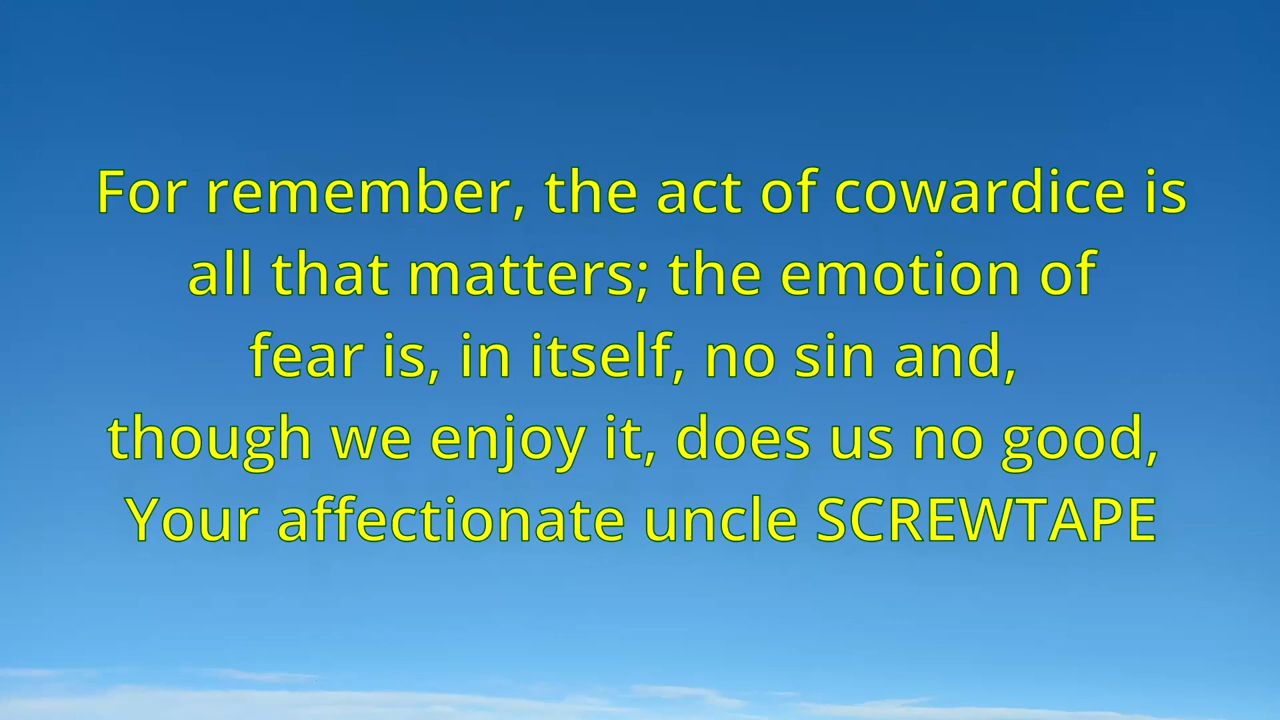 For remember, the act of cowardice is
all that matters; the emotion of
fear is, in itself, no sin and,
though we enjoy it, does us no good,
Your affectionate uncle SCREWTAPE